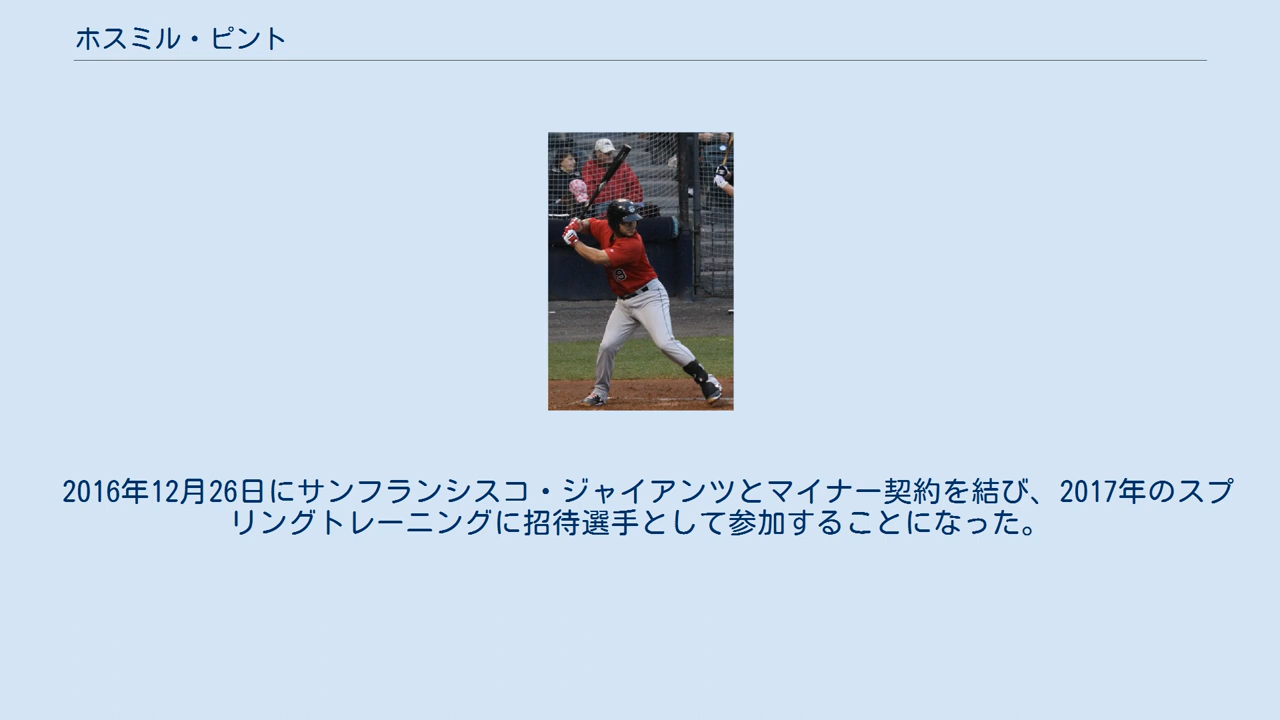 ホスミル・ピント
9
2016年12月26日にサンフランシスコ・ジャイアンツとマイナー契約を結び、2017年のスプ
リングトレーニングに招待選手として参加することになった。